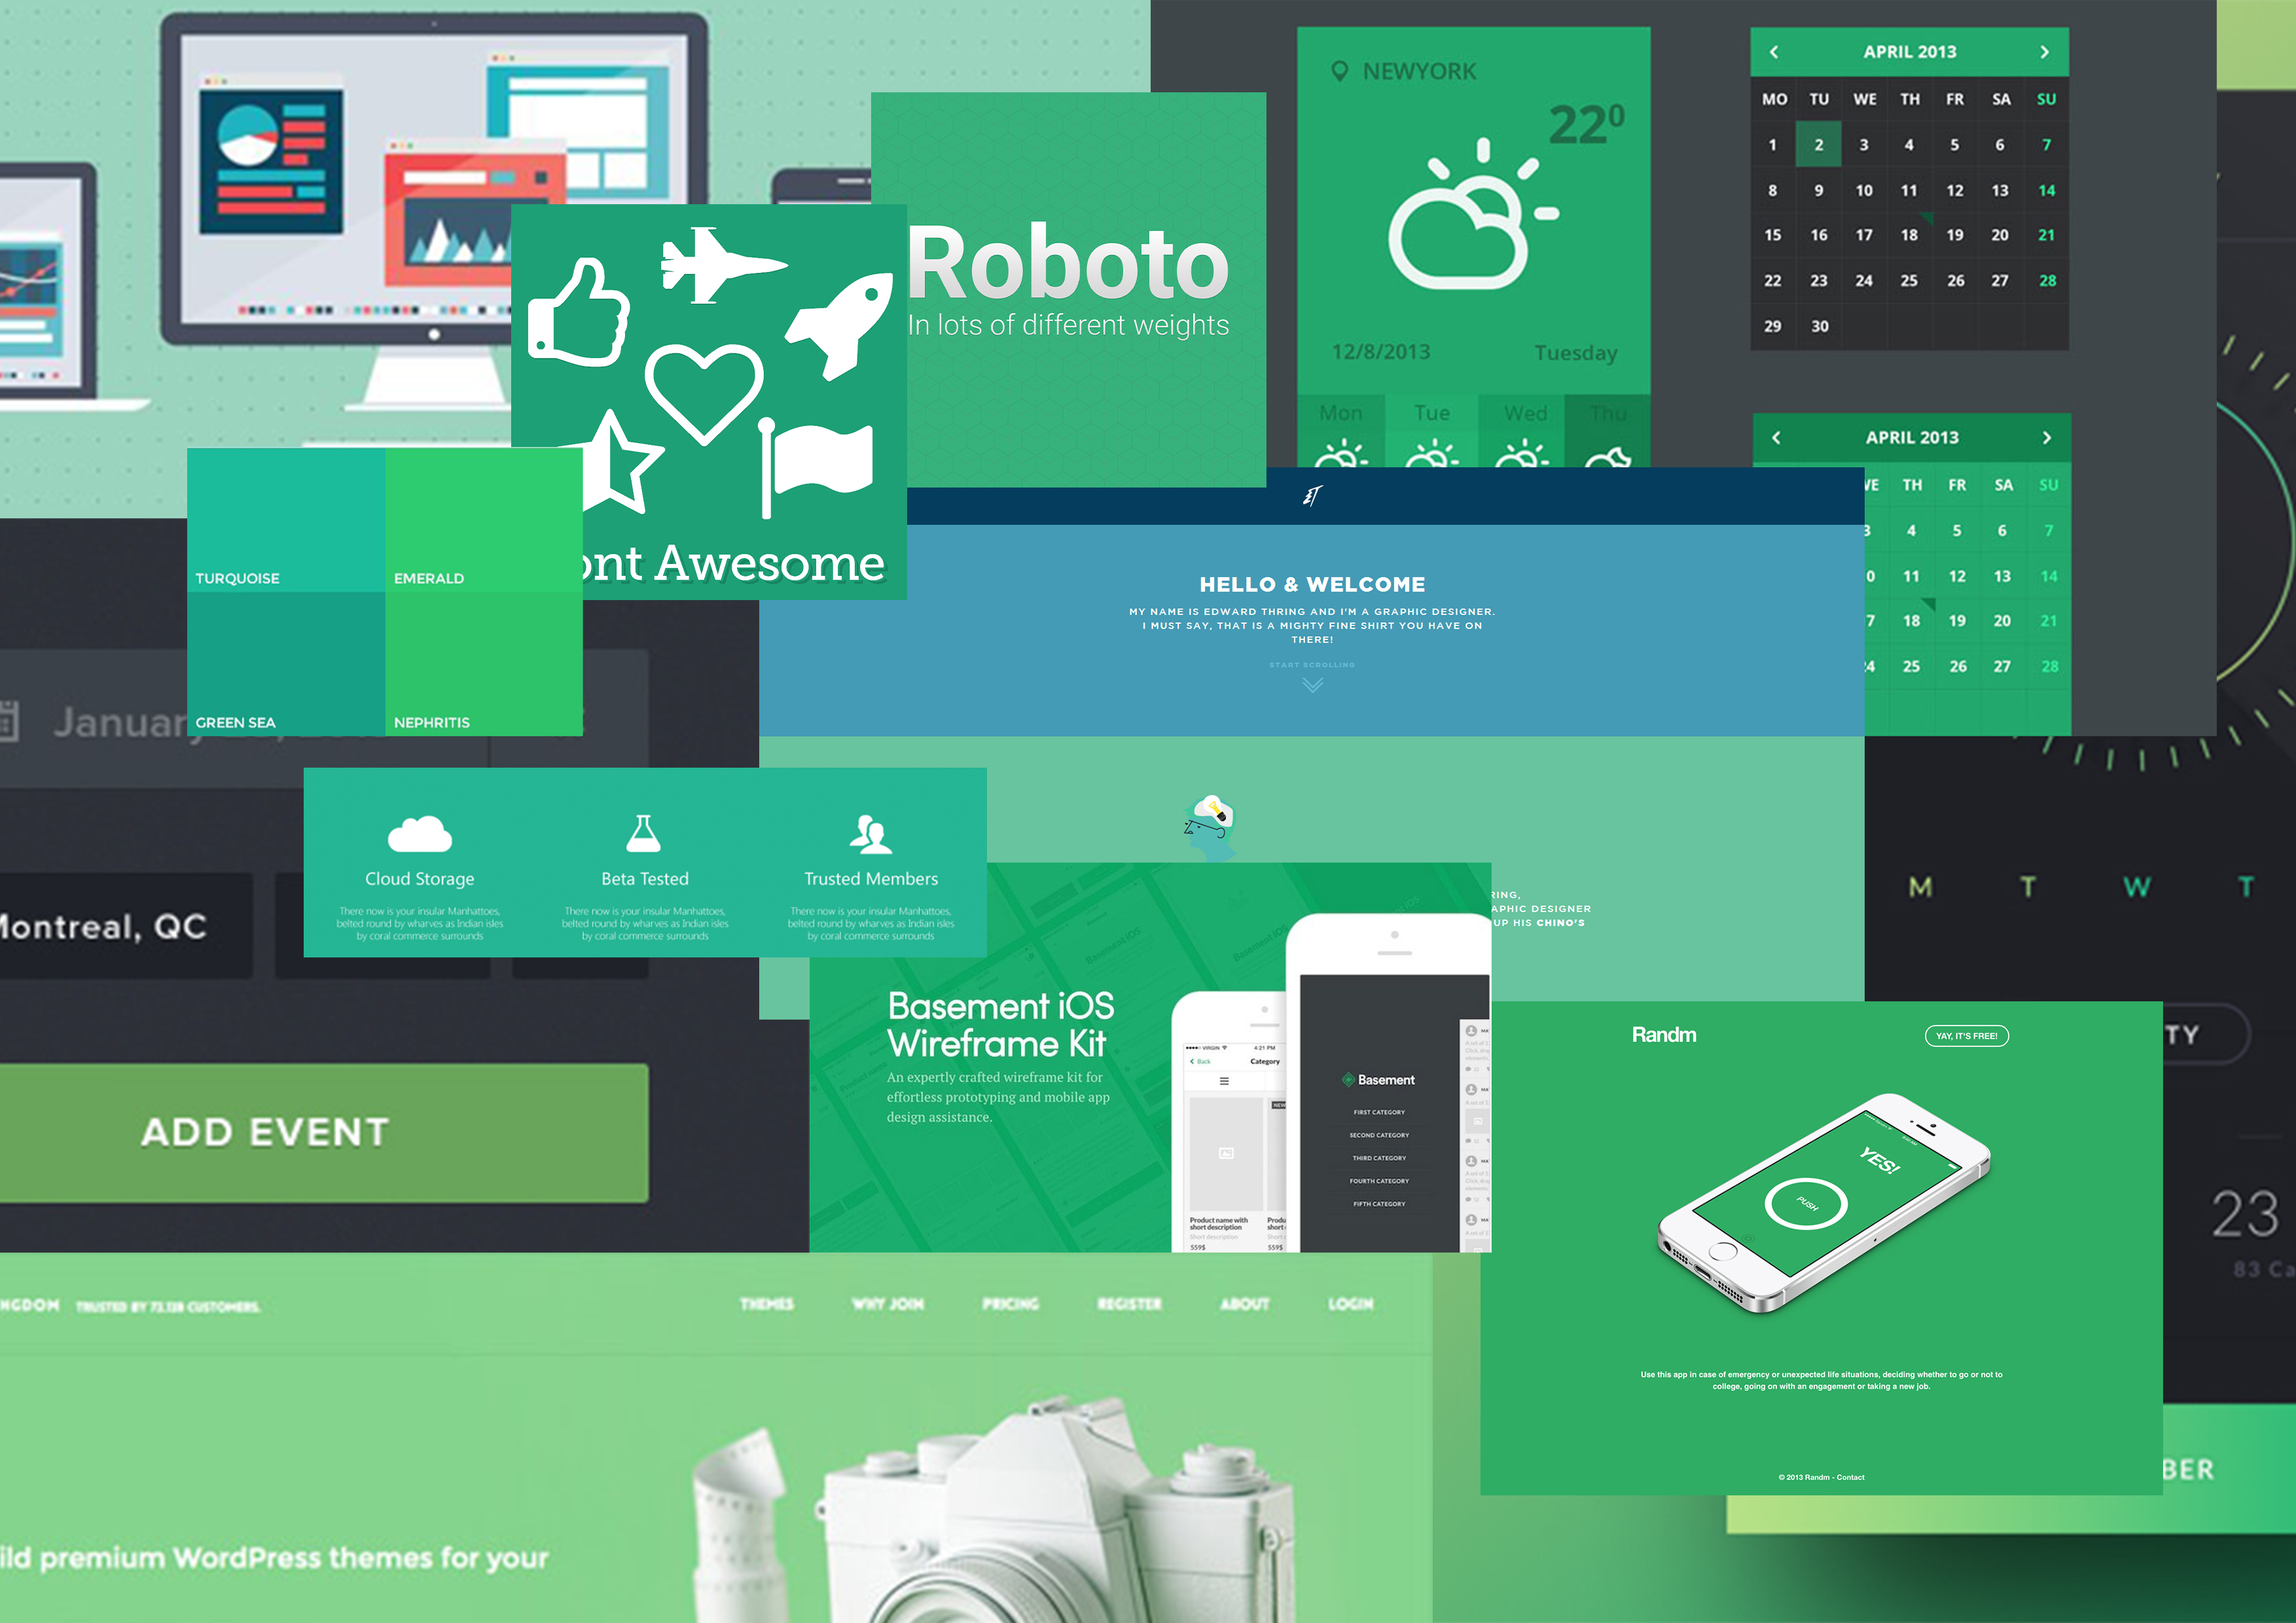 NEWYORK
22⁰
12/8/2013
Tuesday
Mon Tue Wed Thu
APRIL 2013
MO TU WE TH FR SA SU
1 2 3 4 5 6 7
8 9 10 11 12 13 14
15 16 17 18 19 20 21
22 23 24 25 26 27 28
29 30
APRIL 2013
TH FR SA SU
4 5 6 7
11 12 13 14
18 19 20 21
25 26 27 28
Roboto
In lots of different weights
ont Awesome
TURQUOISE
EMERALD
GREEN SEA
NEPHRITIS
HELLO & WELCOME
MY NAME IS EDWARD THRING AND I'M A GRAPHIC DESIGNER.
I MUST SAY, THAT IS A MIGHTY FINE SHIRT YOU HAVE ON
THERE!
START SCROLLING
RING,
APHIC DESIGNER
UP HIS CHINO'S
Januar
Montreal, QC
ADD EVENT
Cloud Storage
There now is your insular Manhattoes,
belted round by wharves as Indian isles
by coral commerce surrounds
Beta Tested
There now is your insular Manhattoes,
belted round by wharves as Indian isles
by coral commerce surrounds
Trusted Members
There now is your insular Manhattoes,
belted round by wharves as Indian isles
by coral commerce surrounds
Basement iOS
Wireframe Kit
An expertly crafted wireframe kit for
effortless prototyping and mobile app
design assistance.
VIRGIN 4:21 PM
Back
Category
NEW
Product name with
short description
Short description
559$
Produ
short
559$
Basement
FIRST CATEGORY
SECOND CATEGORY
THIRD CATEGORY
FOURTH CATEGORY
FIFTH CATEGORY
M T W T
TY
23
83 Ca
BER
Randm
YAY, IT'S FREE!
YES!
PUSH
Use this app in case of emergency or unexpected life situations, deciding whether to go or not to
college, going on with an engagement or taking a new job.
© 2013 Randm - Contact
NGDOM
TRUSTED BY 73.128 CUSTOMERS.
THEMES
WHY JOIN
PRICING
REGISTER
ABOUT
LOGIN
ild premium WordPress themes for your